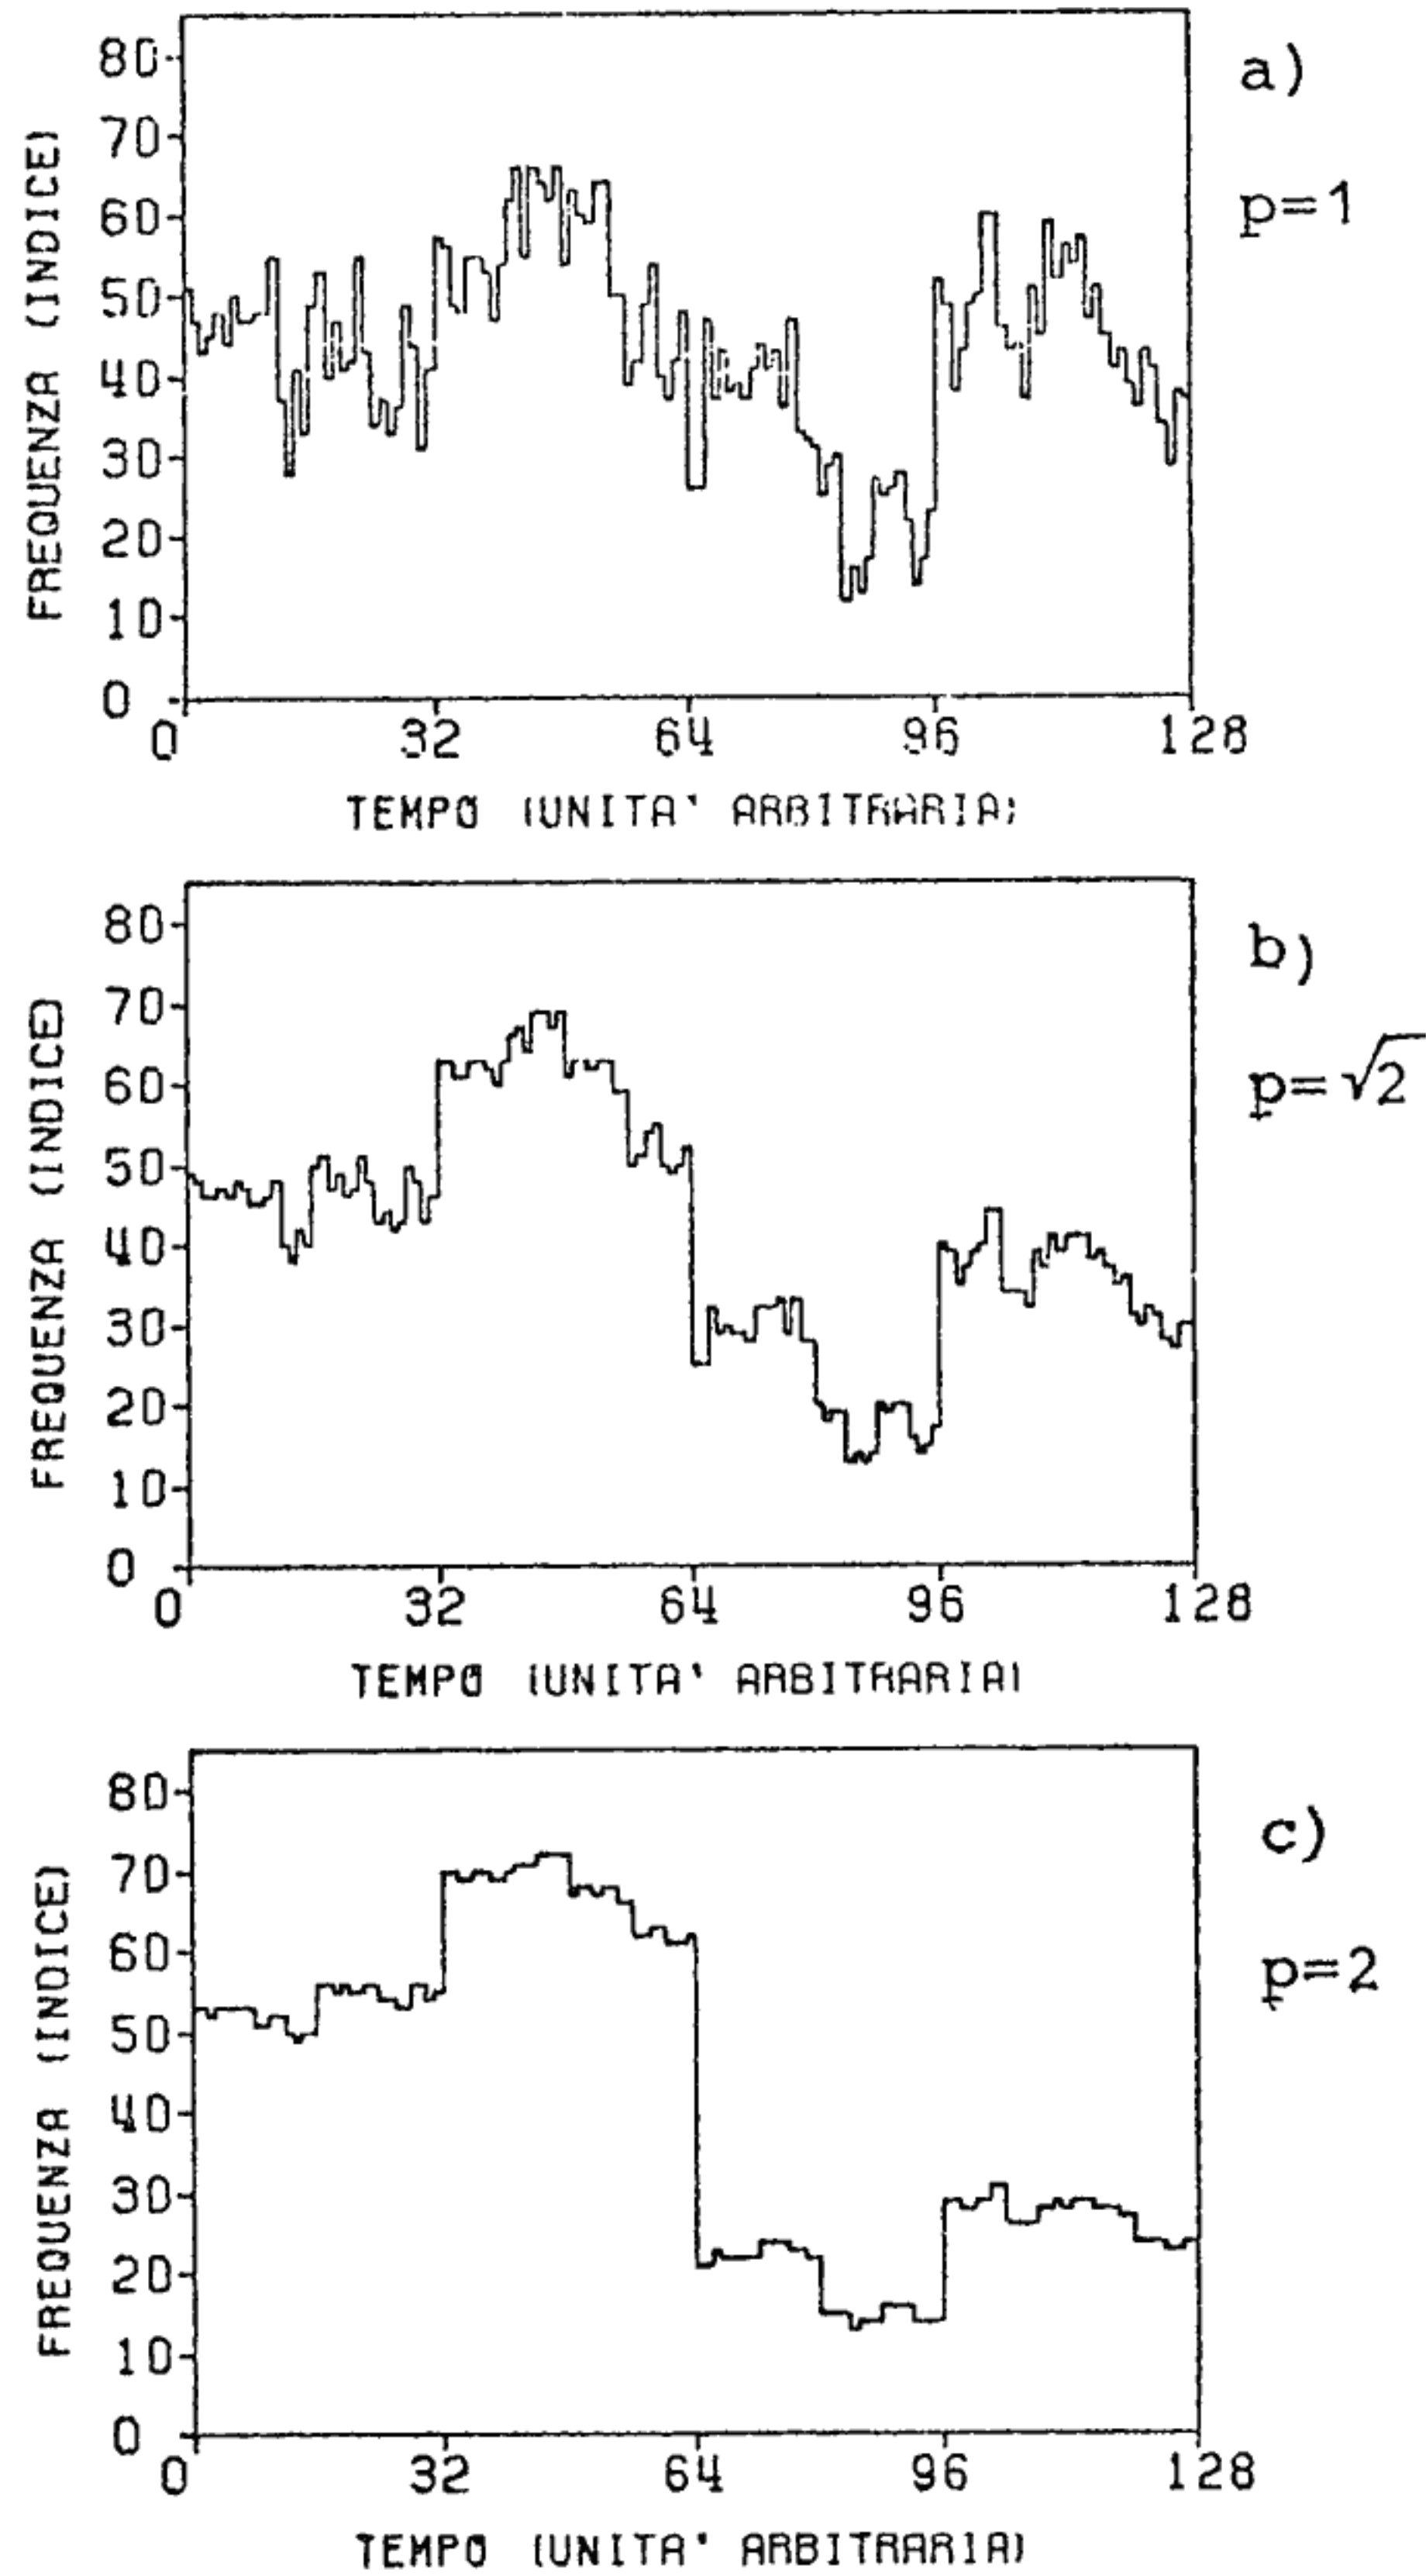 a)
p=1
FREQUENZA (INDICE)
80
70
60
50
40
30
20
10
0
0 32 64 96 128
TEMPO (UNITA' ARBITRARIA)
b)
p=√2
FREQUENZA (INDICE)
80
70
60
50
40
30
20
10
0
0 32 64 96 128
TEMPO (UNITA' ARBITRARIA)
c)
p=2
FREQUENZA (INDICE)
80
70
60
50
40
30
20
10
0
0 32 64 96 128
TEMPO (UNITA' ARBITRARIA)